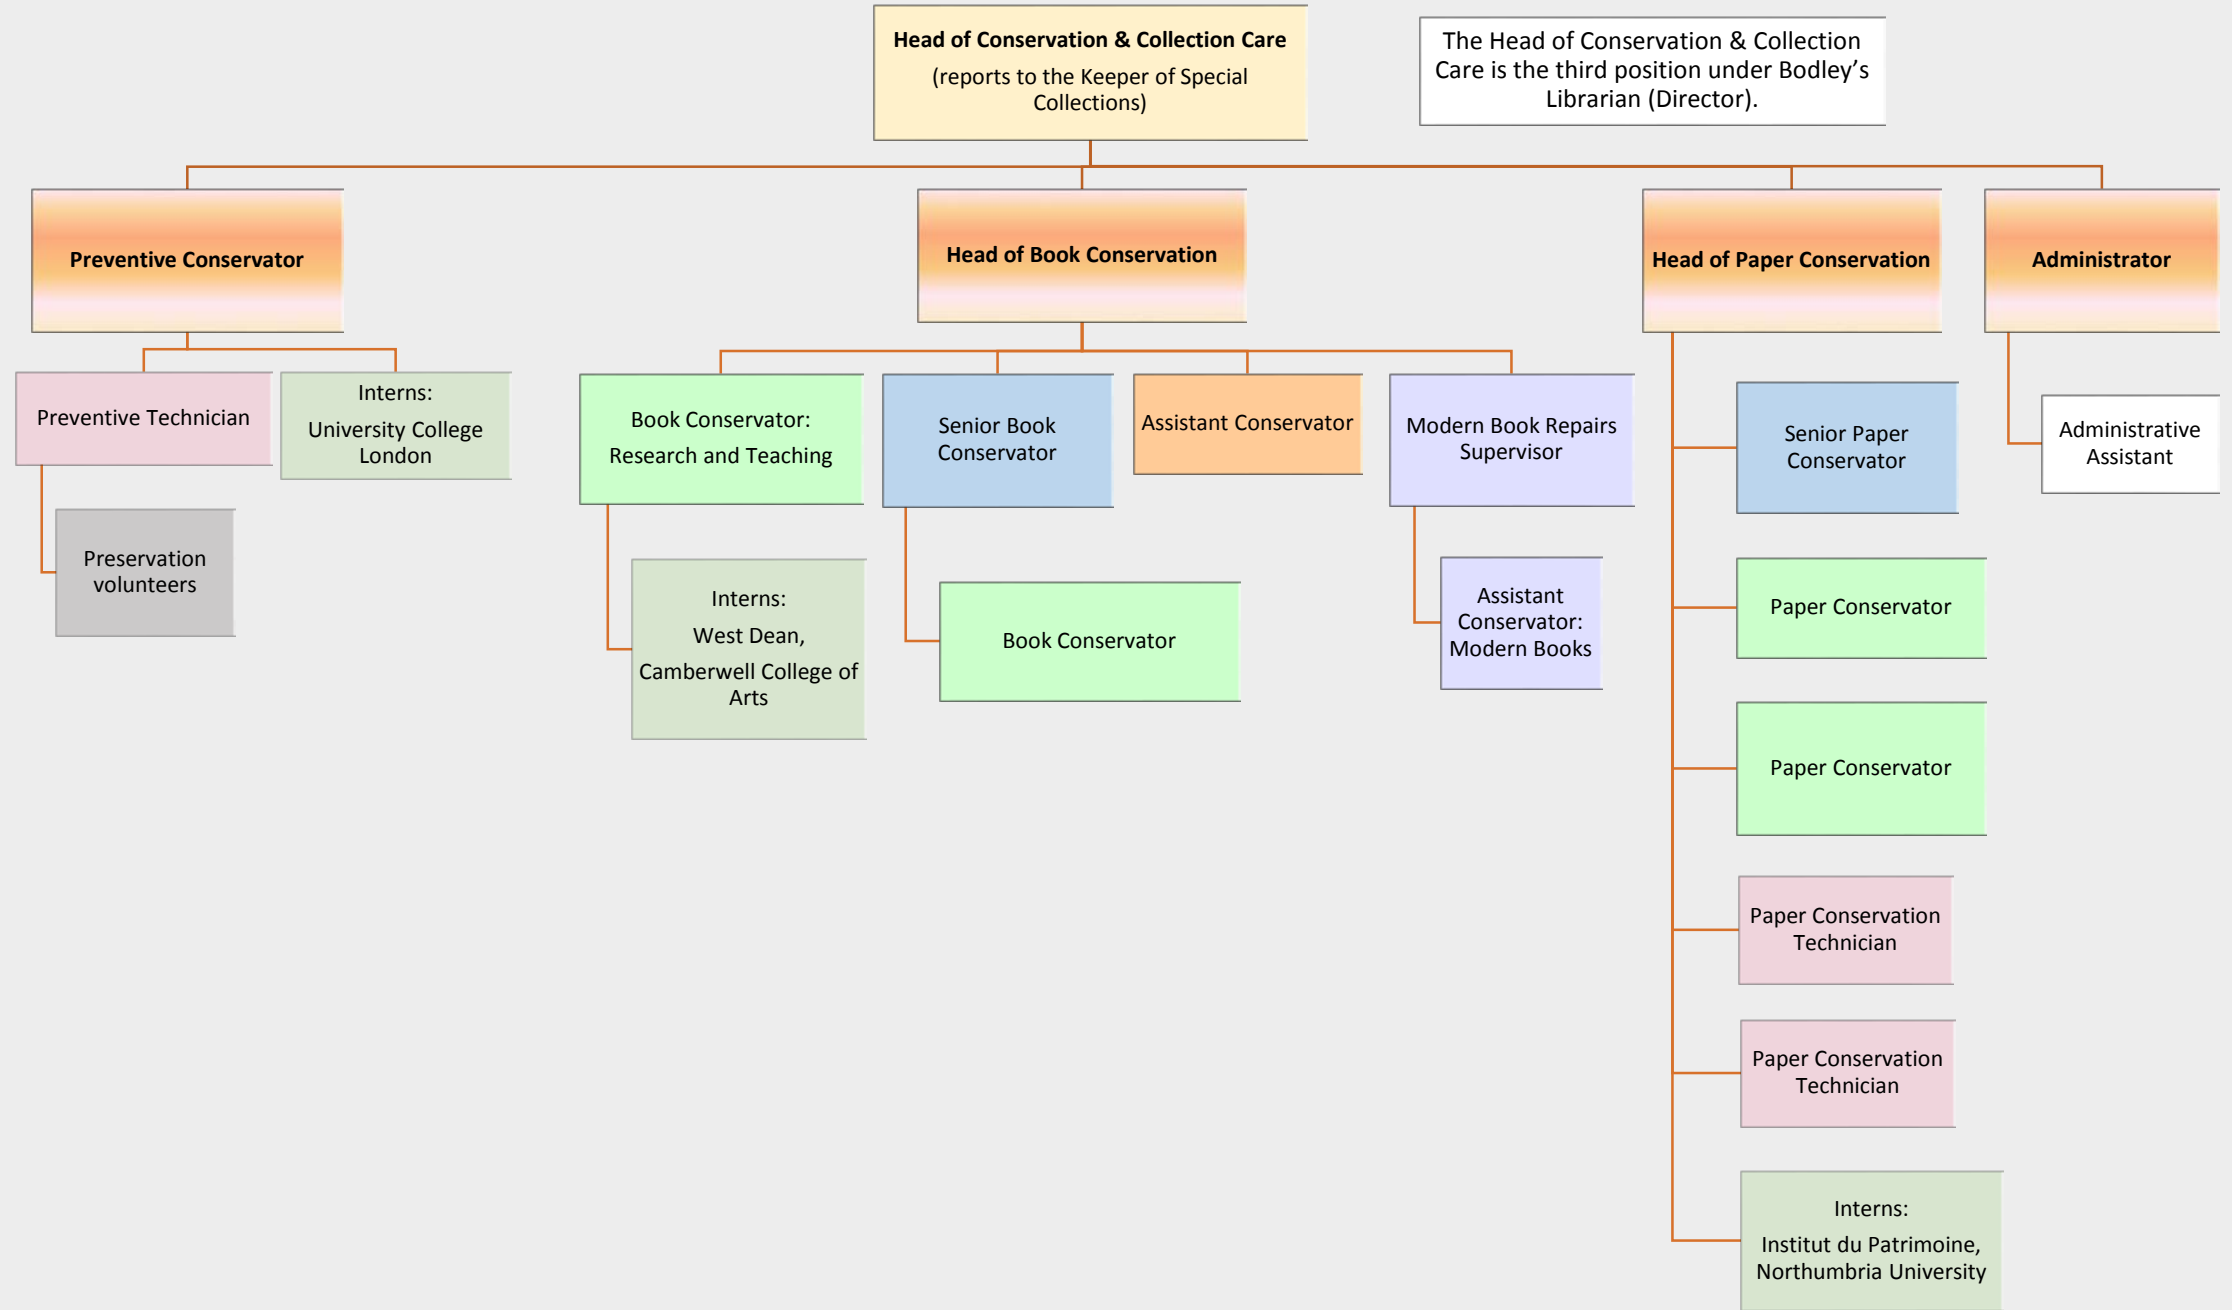 Head of Conservation & Collection Care
(reports to the Keeper of Special
Collections)
The Head of Conservation & Collection
Care is the third position under Bodley’s
Librarian (Director).
Preventive Conservator
Head of Book Conservation
Head of Paper Conservation
Administrator
Preventive Technician
Interns:
University College
London
Book Conservator:
Research and Teaching
Senior Book
Conservator
Assistant Conservator
Modern Book Repairs
Supervisor
Senior Paper
Conservator
Administrative
Assistant
Preservation
volunteers
Interns:
West Dean,
Camberwell College of
Arts
Book Conservator
Assistant
Conservator:
Modern Books
Paper Conservator
Paper Conservator
Paper Conservation
Technician
Paper Conservation
Technician
Interns:
Institut du Patrimoine,
Northumbria University